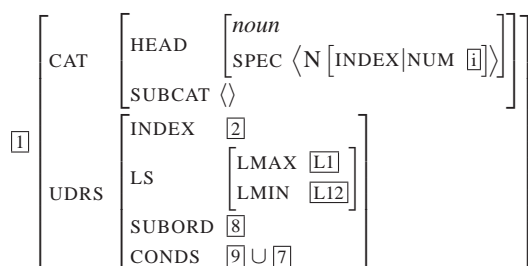 noun
HEAD
SPEC ⟨N [INDEX|NUM i]⟩
CAT
SUBCAT ⟨⟩
1
INDEX 2
LMAX L1
LS
LMIN L12
UDRS
SUBORD 8
CONDS 9 ∪ 7